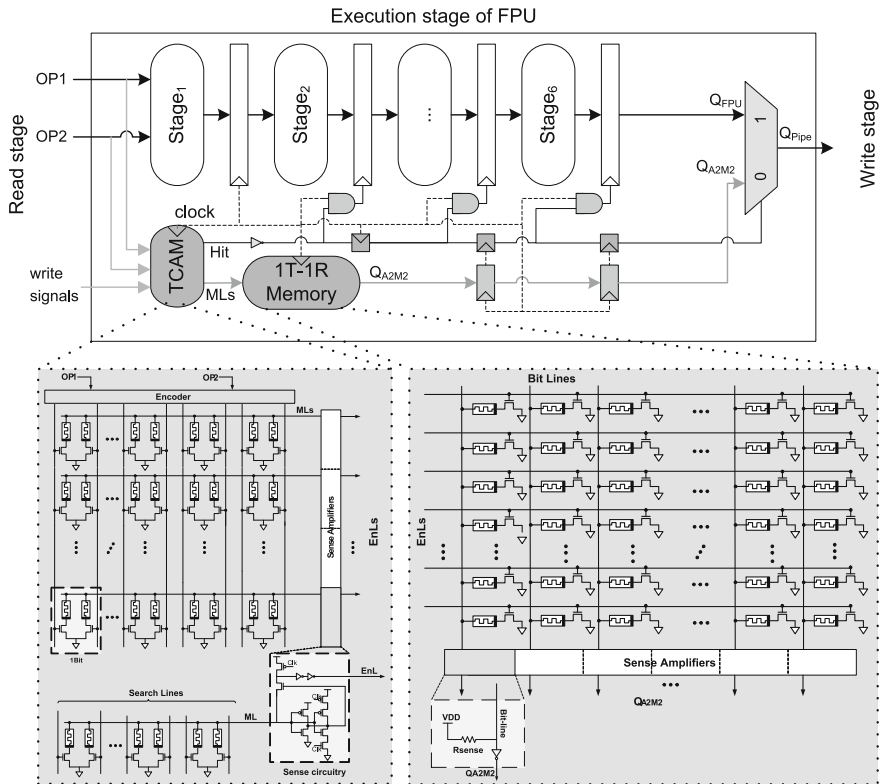 Execution stage of FPU
Read stage
Write stage
OP1
OP2
Stage1
Stage2
...
Stage6
QFPU
QA2M2
1
0
QPipe
clock
Hit
write
signals
TCAM
MLs
1T-1R
Memory
QA2M2
OP1
OP2
Encoder
MLs
Sense Amplifiers
EnLs
1Bit
Search Lines
ML
Clk
EnL
Clk
Clk
Sense circuitry
Bit Lines
EnLs
Sense Amplifiers
QA2M2
VDD
Rsense
Bit-line
QA2M2